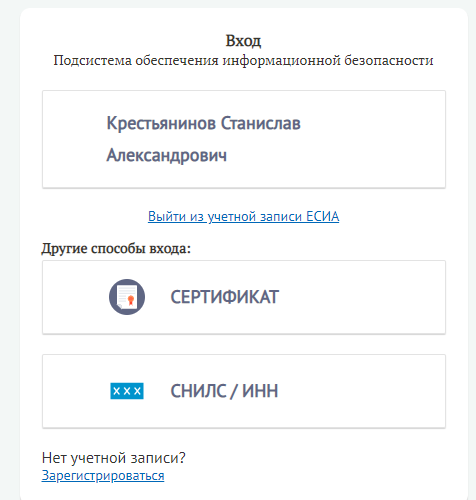 Вход
Подсистема обеспечения информационной безопасности
Крестьянинов Станислав
Александрович
Выйти из учетной записи ЕСИА
Другие способы входа:
СЕРТИФИКАТ
XXX
СНИЛС / ИНН
Нет учетной записи?
Зарегистрироваться